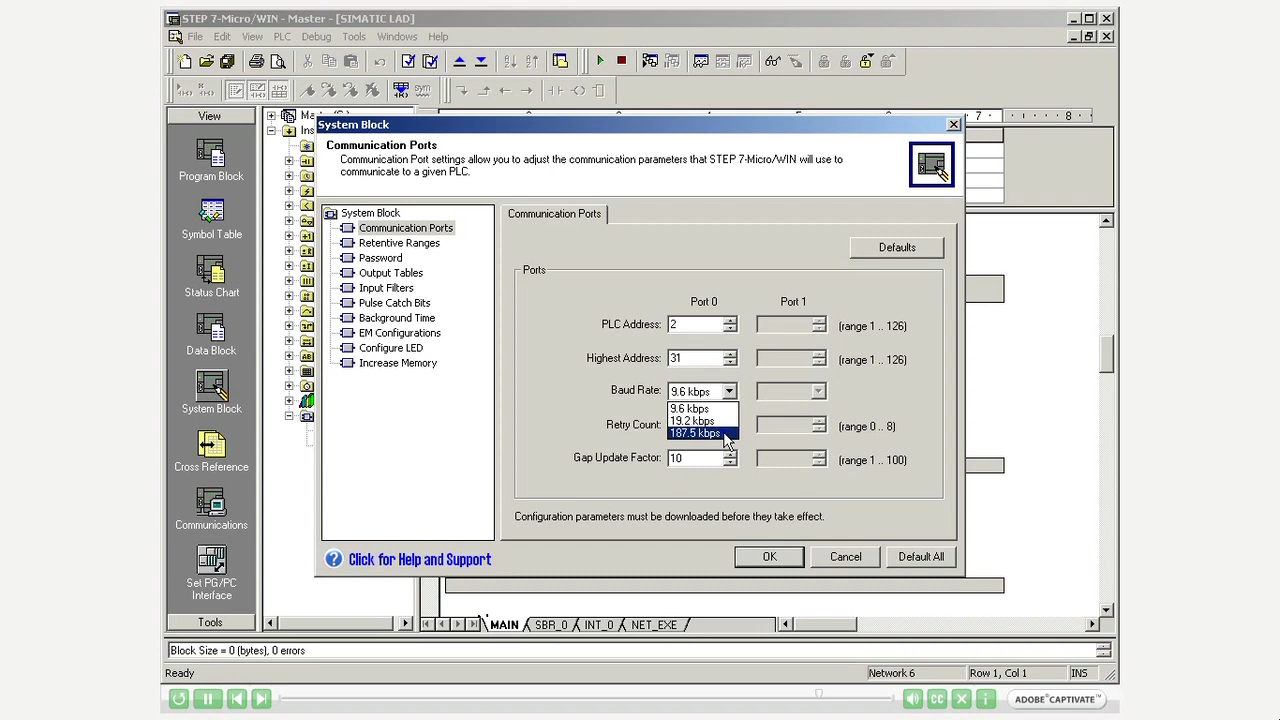 STEP 7-Micro/WIN - Master - [SIMATIC LAD]
File Edit View PLC Debug Tools Windows Help
sym
View
Program Block
Symbol Table
Status Chart
Data Block
System Block
Cross Reference
Communications
Set PG/PC
Interface
Tools
7 8
System Block
Communication Ports
Communication Port settings allow you to adjust the communication parameters that STEP 7-Micro/WIN will use to
communicate to a given PLC.
System Block
Communication Ports
Retentive Ranges
Password
Output Tables
Input Filters
Pulse Catch Bits
Background Time
EM Configurations
Configure LED
Increase Memory
Communication Ports
Defaults
Ports
Port 0 Port 1
PLC Address: 2 (range 1 .. 126)
Highest Address: 31 (range 1 .. 126)
Baud Rate: 9.6 kbps
9.6 kbps
19.2 kbps
187.5 kbps
Retry Count: (range 0 .. 8)
Gap Update Factor: 10 (range 1 .. 100)
Configuration parameters must be downloaded before they take effect.
? Click for Help and Support
OK Cancel Default All
MAIN SBR_0 INT_0 NET_EXE
Block Size = 0 (bytes), 0 errors
Ready Network 6 Row 1, Col 1 INS
CC i ADOBE® CAPTIVATE™